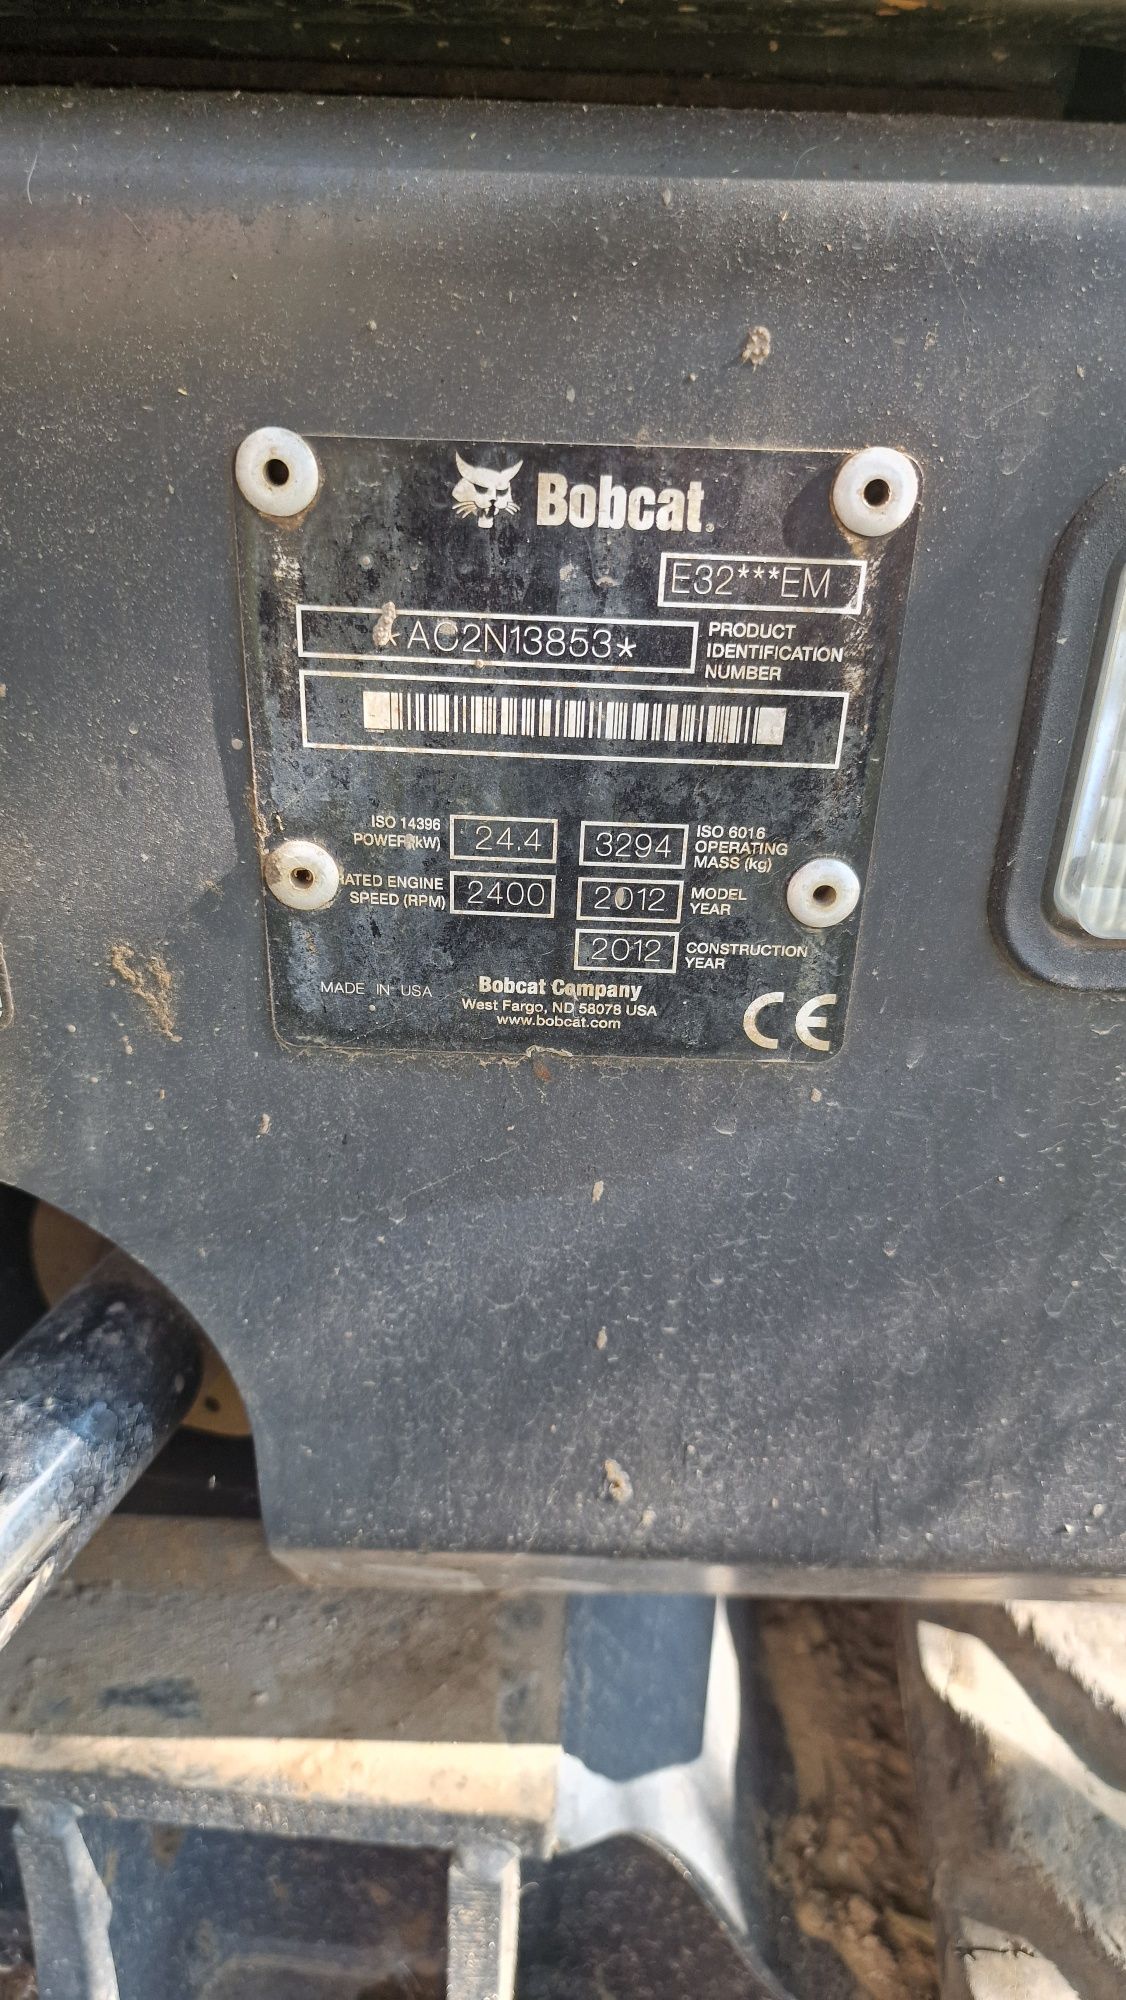 Bobcat.
E32***EM
*AC2N13853*
PRODUCT
IDENTIFICATION
NUMBER
ISO 14396
POWER (kW)
24.4
3294
ISO 6016
OPERATING
MASS (kg)
RATED ENGINE
SPEED (RPM)
2400
2012
MODEL
YEAR
2012
CONSTRUCTION
YEAR
MADE IN USA
Bobcat Company
West Fargo, ND 58078 USA
www.bobcat.com
CE